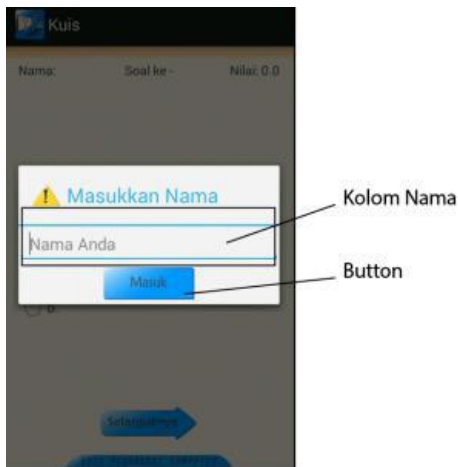 Kuis
Nama: Soal ke - Nilai: 0.0
Masukkan Nama
Nama Anda
Masuk
Kolom Nama
Button
Selanjutnya